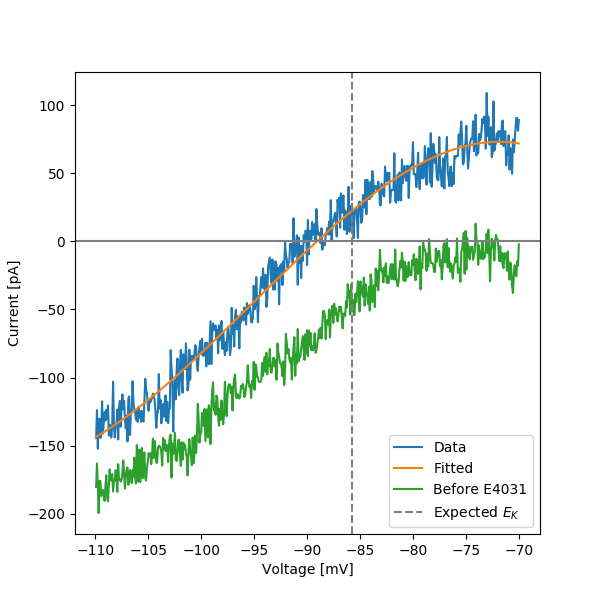 100
50
0
−50
−100
−150
−200
Current [pA]
Data
Fitted
Before E4031
Expected E_K
−110
−105
−100
−95
−90
−85
−80
−75
−70
Voltage [mV]